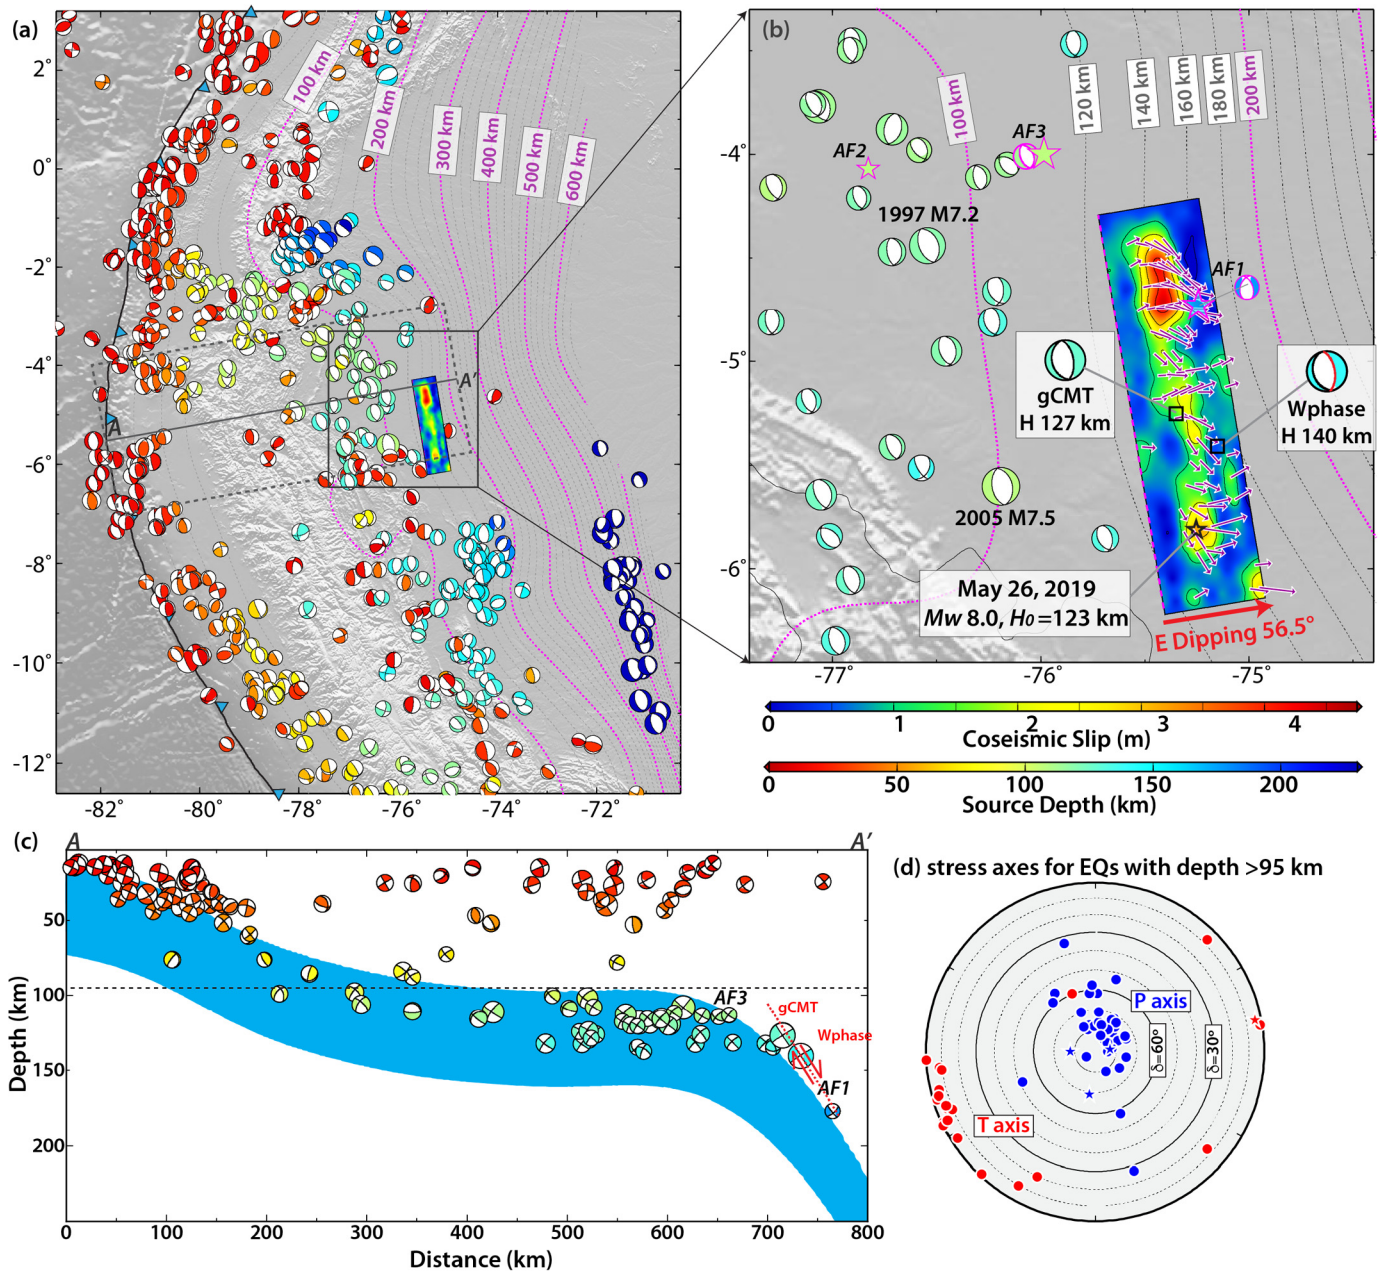 (a)
2°
0°
-2°
-4°
-6°
-8°
-10°
-12°
-82°
-80°
-78°
-76°
-74°
-72°
100 km
200 km
300 km
400 km
500 km
600 km
A
A′
(b)
-4°
-5°
-6°
-77°
-76°
-75°
100 km
120 km
140 km
160 km
180 km
200 km
AF3
AF2
1997 M7.2
AF1
gCMT
H 127 km
Wphase
H 140 km
2005 M7.5
May 26, 2019
Mw 8.0, H0 =123 km
E Dipping 56.5°
0 1 2 3 4
Coseismic Slip (m)
0 50 100 150 200
Source Depth (km)
(c)
A
A′
50
100
150
200
Depth (km)
AF3
gCMT
Wphase
AF1
0 100 200 300 400 500 600 700 800
Distance (km)
(d) stress axes for EQs with depth >95 km
P axis
δ=60°
δ=30°
T axis